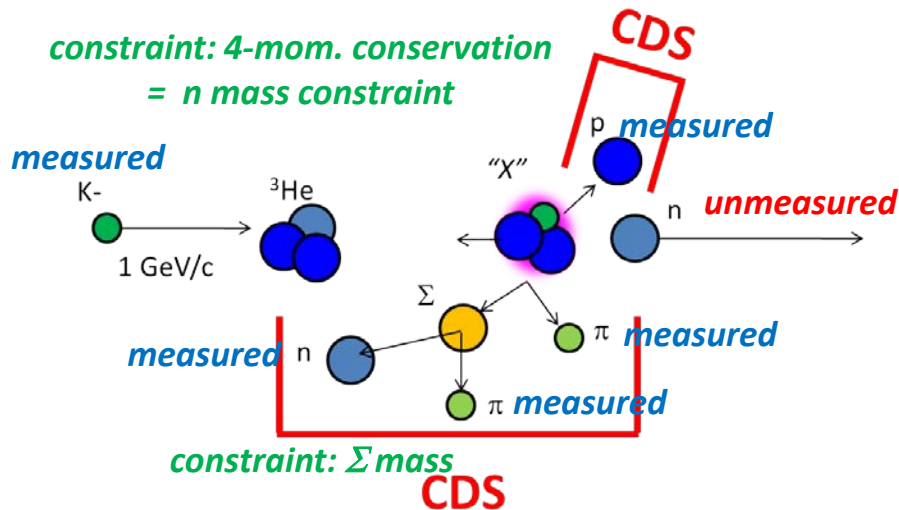 constraint: 4-mom. conservation
= n mass constraint
CDS
measured
K-
³He
1 GeV/c
"X"
p measured
n unmeasured
Σ
measured n
π measured
π measured
constraint: Σ mass
CDS